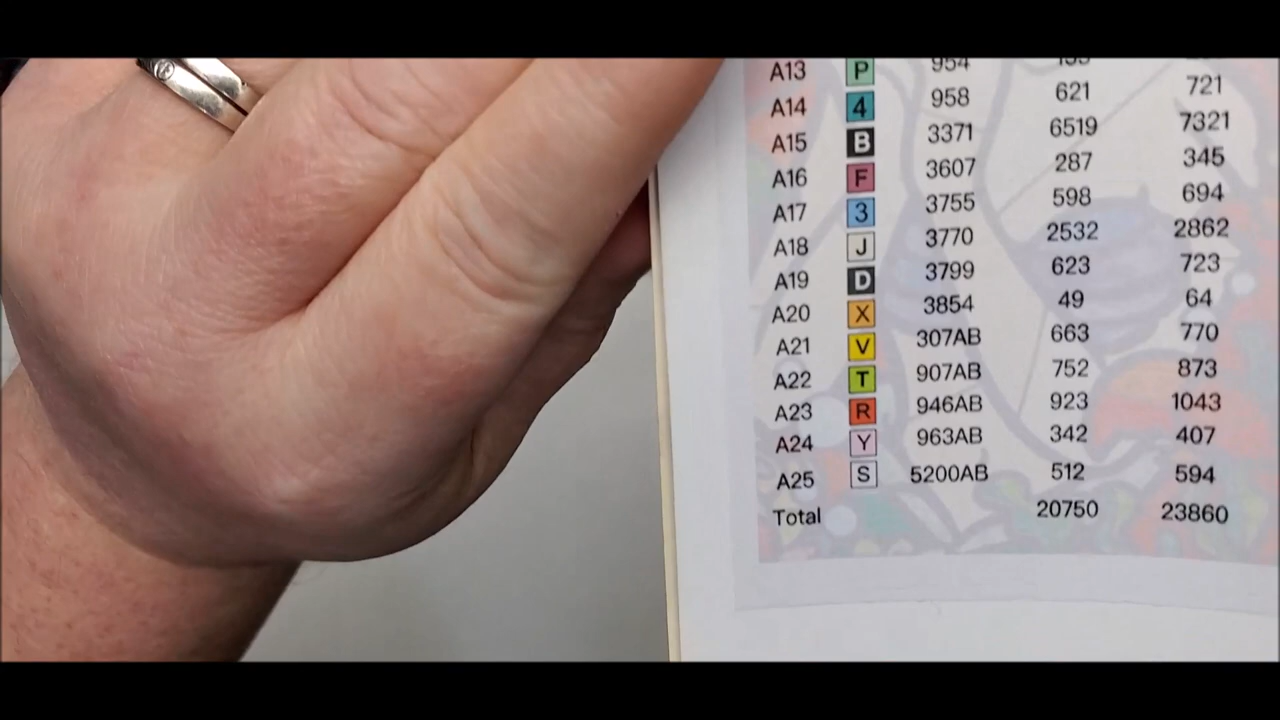 A13 P 954
A14 4 958 621 721
A15 B 3371 6519 7321
A16 F 3607 287 345
A17 3 3755 598 694
A18 J 3770 2532 2862
A19 D 3799 623 723
A20 X 3854 49 64
A21 V 307AB 663 770
A22 T 907AB 752 873
A23 R 946AB 923 1043
A24 Y 963AB 342 407
A25 S 5200AB 512 594
Total 20750 23860